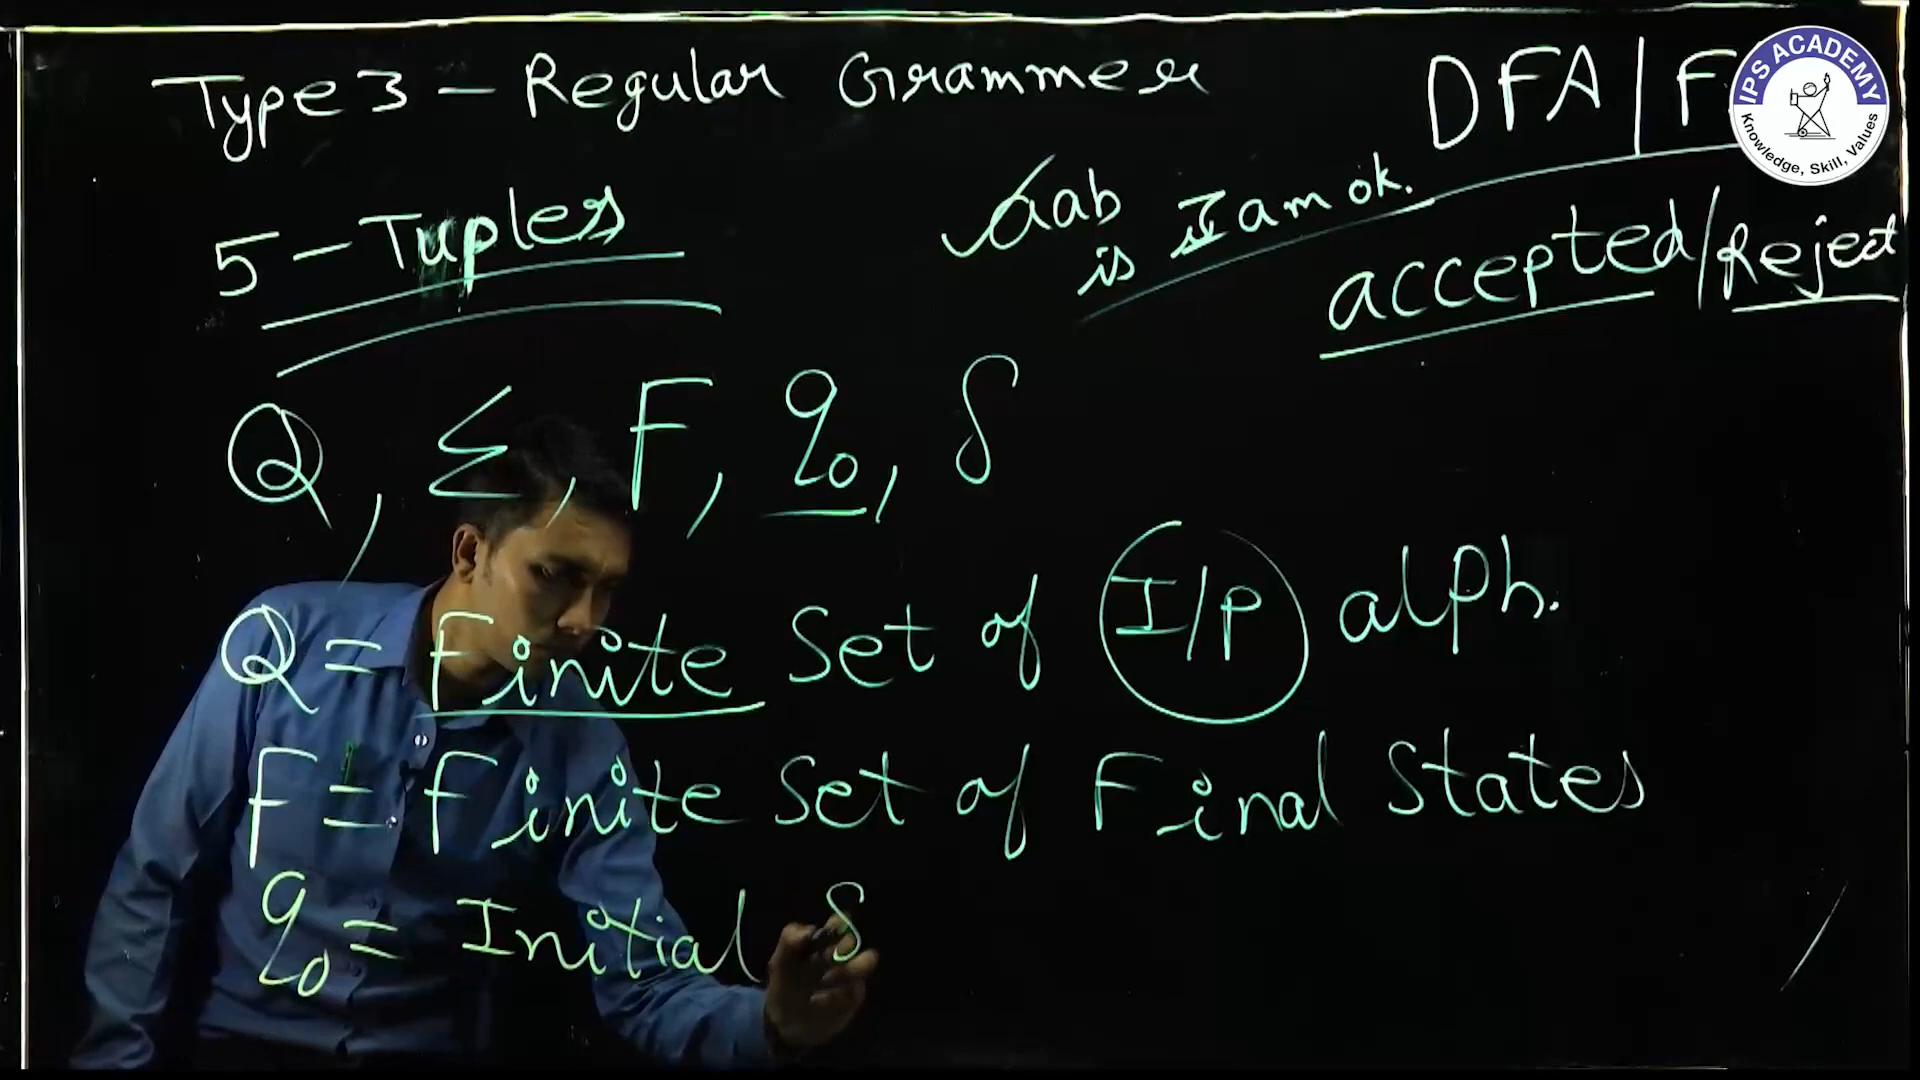 Type 3 - Regular Grammer
DFA / F
IPS ACADEMY
Knowledge, Skill, Values
5 - Tuples
aab
is I am ok.
accepted / Reject
Q, Σ, F, q₀, δ
Q = Finite Set of I/P alph.
F = Finite Set of Final States
q₀ = Initial S